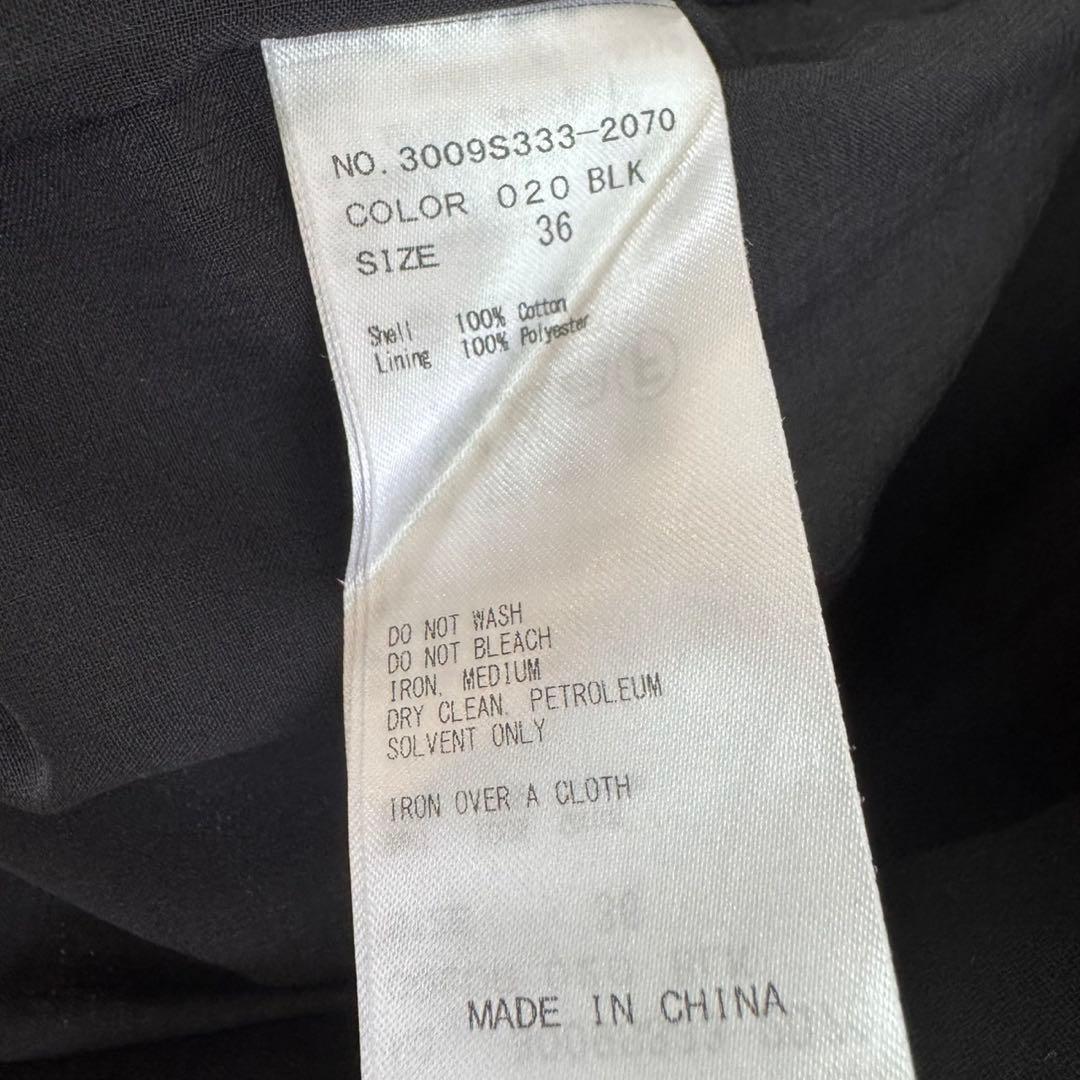 NO. 3009S333-2070
COLOR 020 BLK
SIZE 36
Shell 100% Cotton
Lining 100% Polyester
DO NOT WASH
DO NOT BLEACH
IRON, MEDIUM
DRY CLEAN, PETROLEUM
SOLVENT ONLY
IRON OVER A CLOTH
MADE IN CHINA